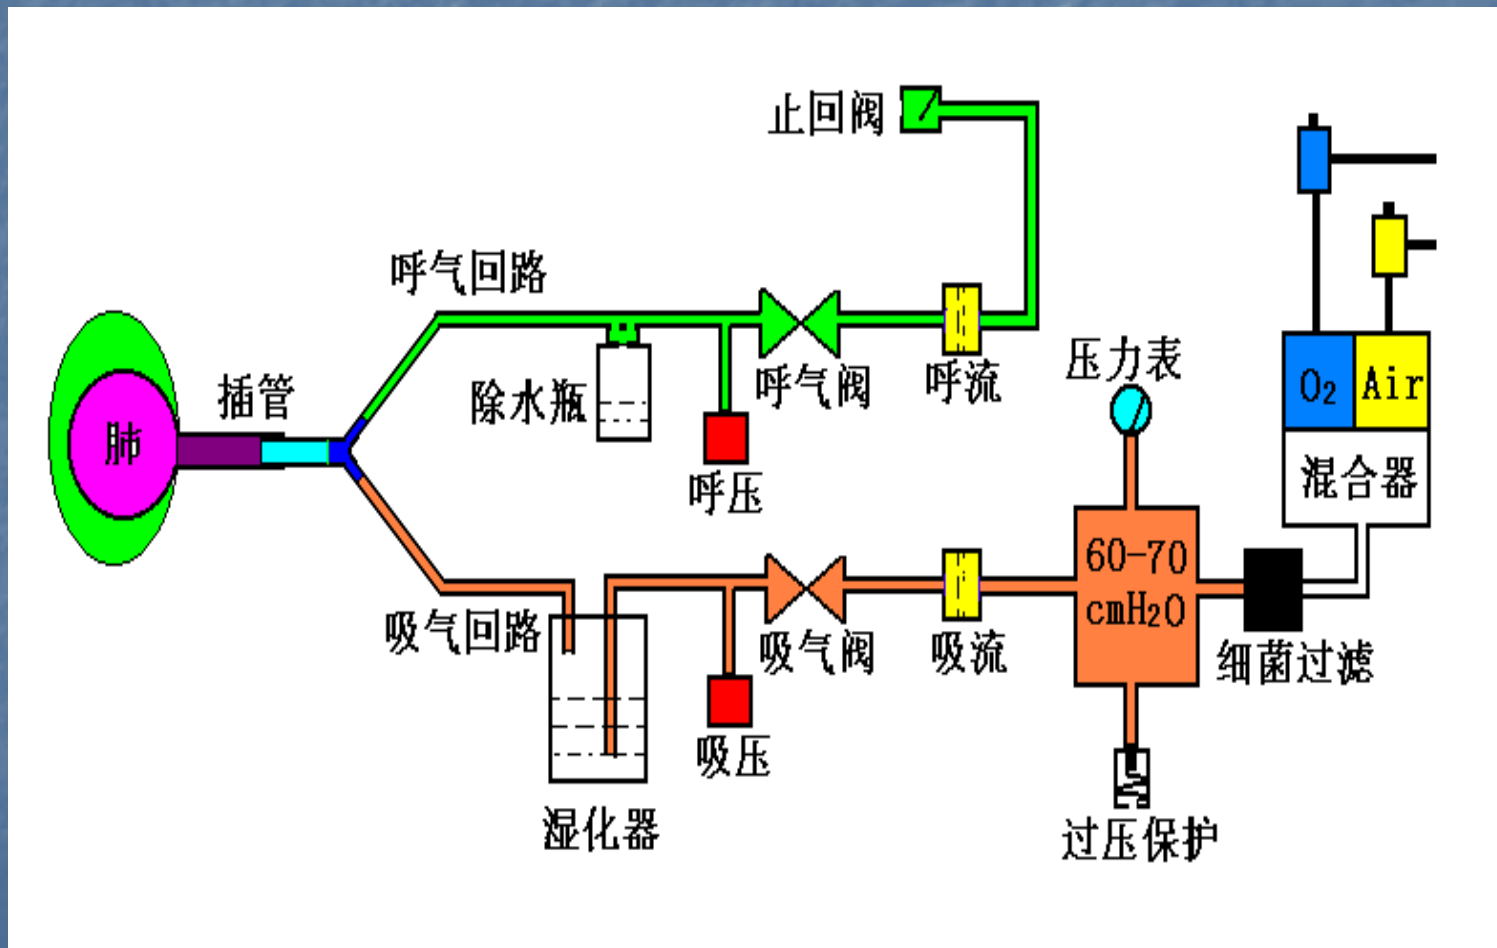 止回阀
呼气回路
插管
肺
除水瓶
呼气阀
呼流
压力表
O₂
Air
混合器
呼压
60-70
cmH₂O
吸气回路
吸气阀
吸流
细菌过滤
吸压
湿化器
过压保护